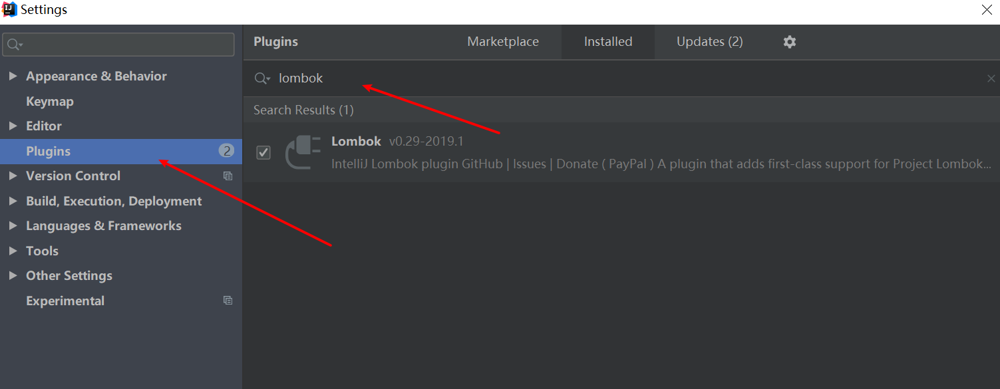 Settings
Plugins Marketplace Installed Updates (2)
lombok
Search Results (1)
Lombok v0.29-2019.1
IntelliJ Lombok plugin GitHub | Issues | Donate ( PayPal ) A plugin that adds first-class support for Project Lombok...
Appearance & Behavior
Keymap
Editor
Plugins 2
Version Control
Build, Execution, Deployment
Languages & Frameworks
Tools
Other Settings
Experimental